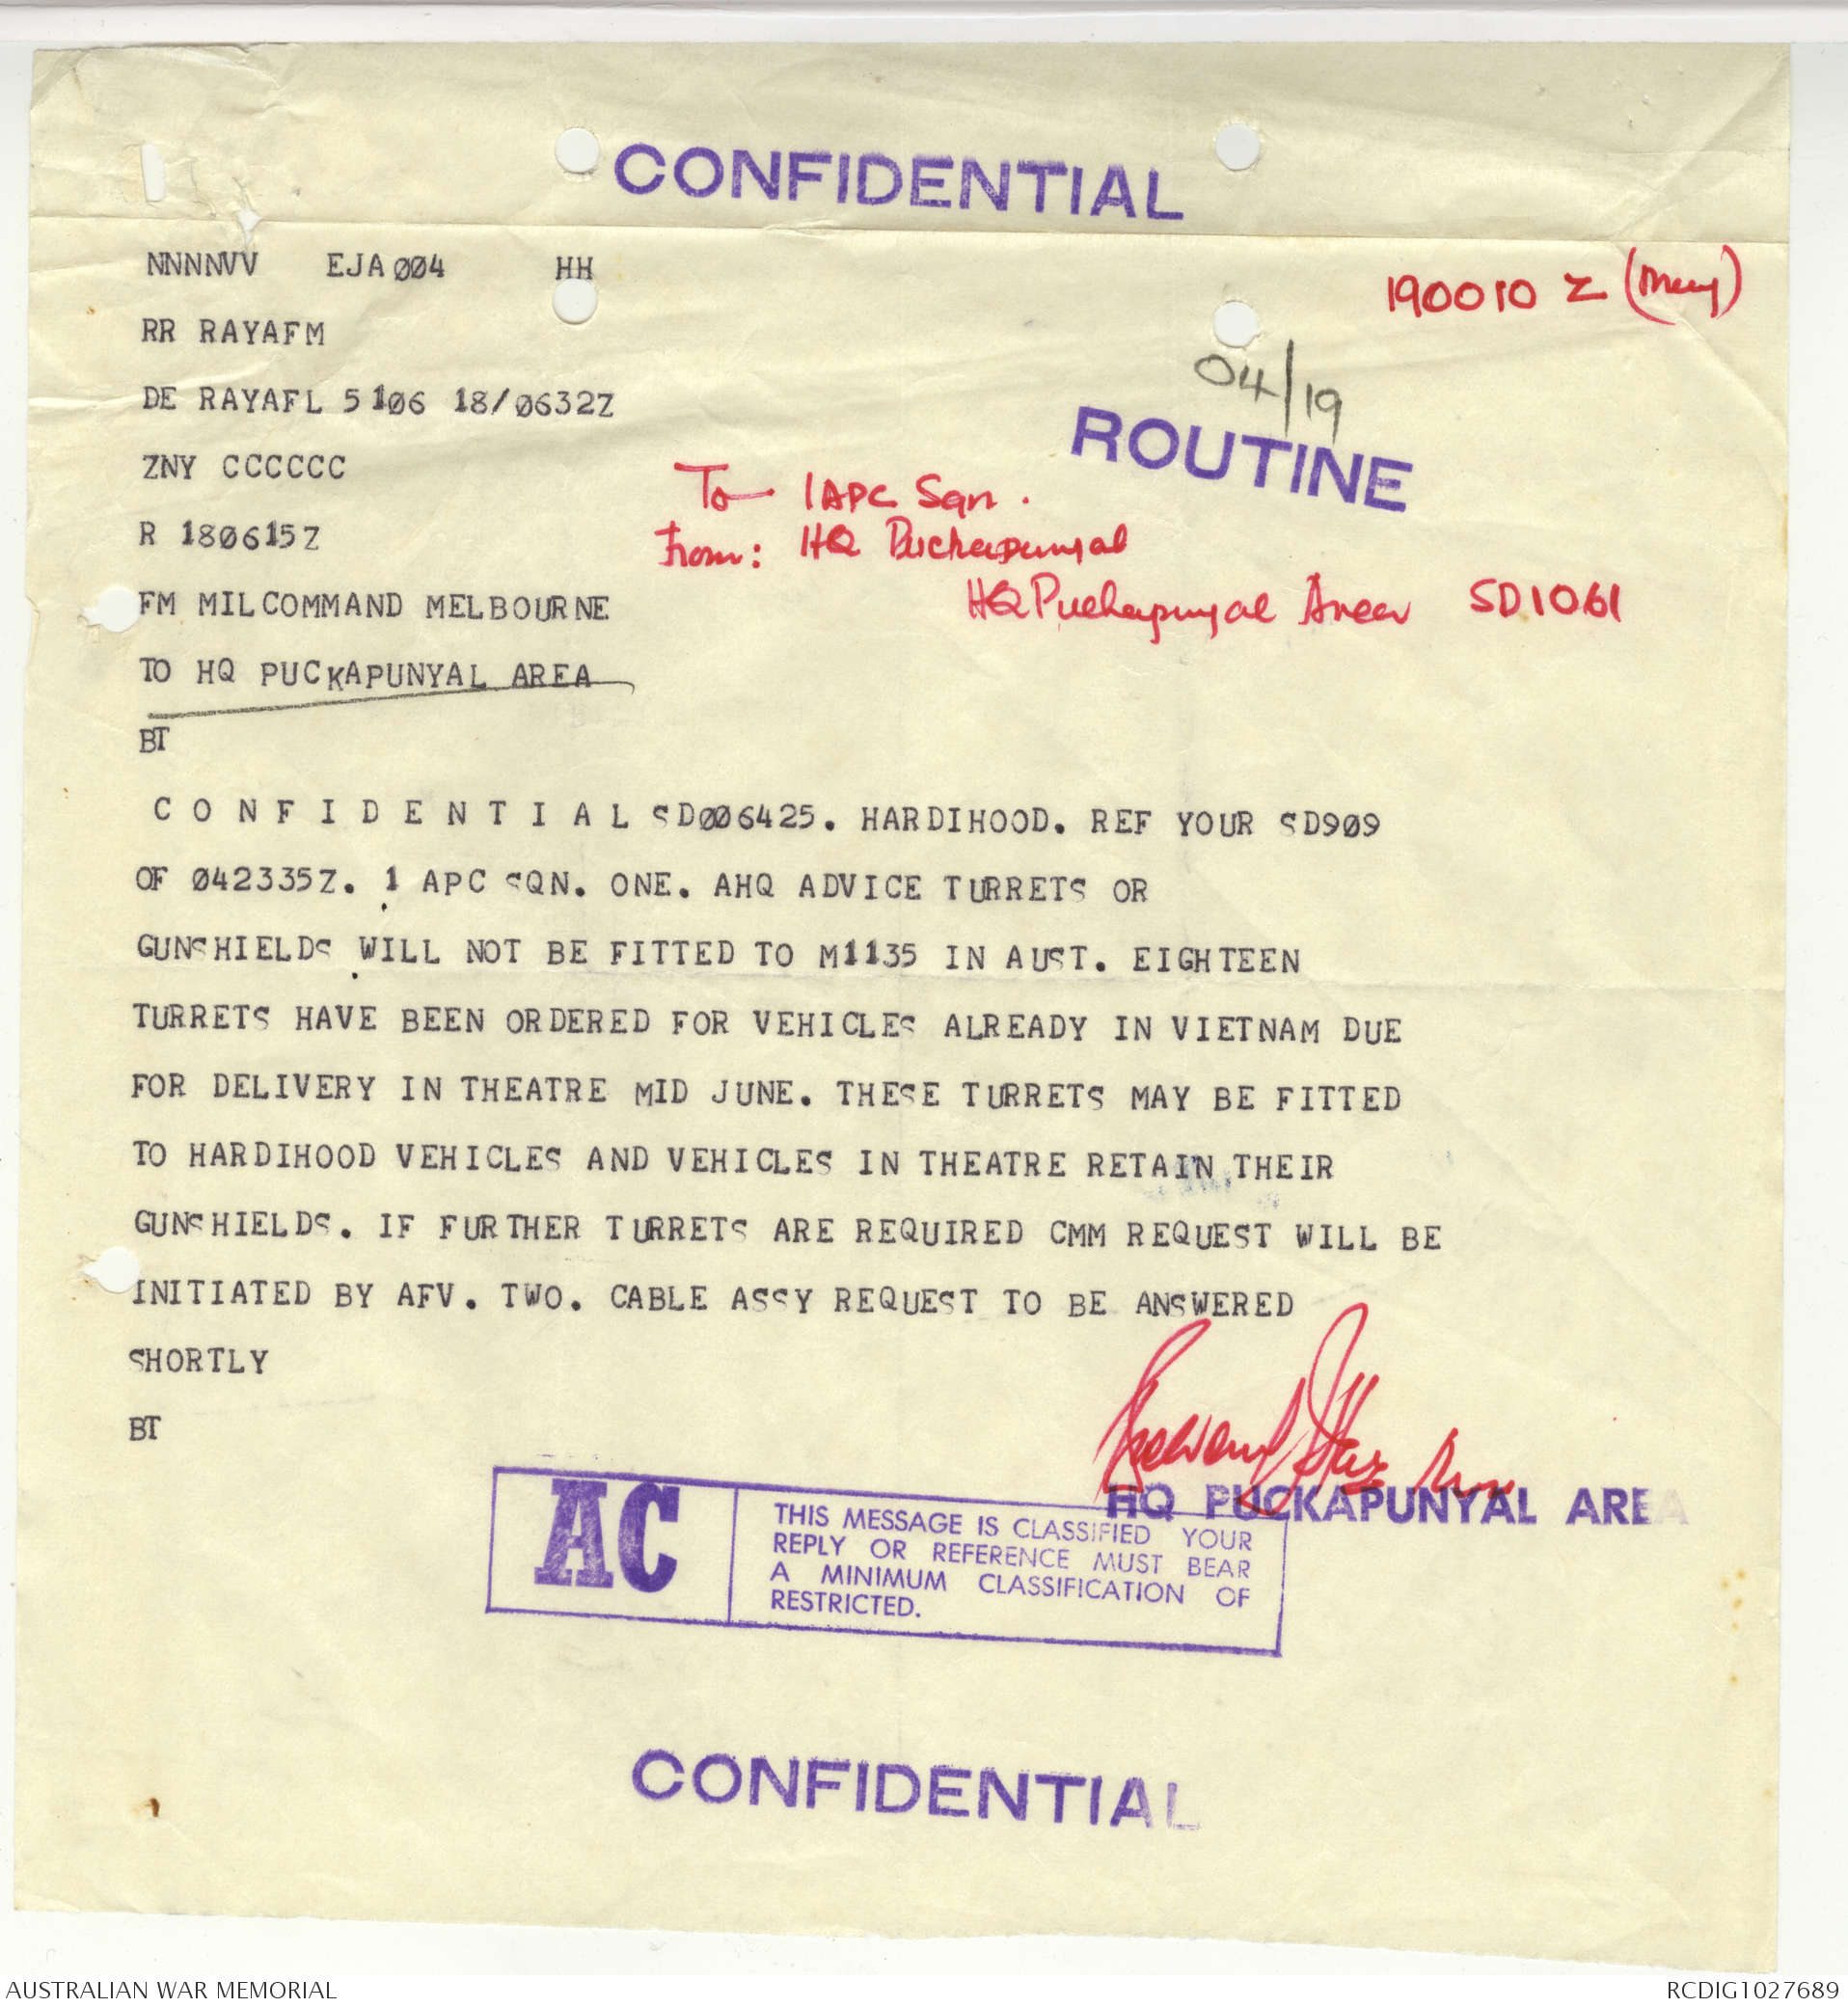 CONFIDENTIAL
NNNNVV EJA004 HH
190010 Z (May)
RR RAYAFM
04/19
DE RAYAFL 5106 18/0632Z
ROUTINE
ZNY CCCCCC
To 1APC Sqn.
R 180615Z
From: HQ Puckapunyal
FM MILCOMMAND MELBOURNE
HQ Puckapunyal Area SD1061
TO HQ PUCKAPUNYAL AREA
BT
C O N F I D E N T I A L SD006425. HARDIHOOD. REF YOUR SD909
OF 042335Z. 1 APC SQN. ONE. AHQ ADVICE TURRETS OR
GUNSHIELDS WILL NOT BE FITTED TO M1135 IN AUST. EIGHTEEN
TURRETS HAVE BEEN ORDERED FOR VEHICLES ALREADY IN VIETNAM DUE
FOR DELIVERY IN THEATRE MID JUNE. THESE TURRETS MAY BE FITTED
TO HARDIHOOD VEHICLES AND VEHICLES IN THEATRE RETAIN THEIR
GUNSHIELDS. IF FURTHER TURRETS ARE REQUIRED CMM REQUEST WILL BE
INITIATED BY AFV. TWO. CABLE ASSY REQUEST TO BE ANSWERED
SHORTLY
BT
HQ PUCKAPUNYAL AREA
AC
THIS MESSAGE IS CLASSIFIED YOUR
REPLY OR REFERENCE MUST BEAR
A MINIMUM CLASSIFICATION OF
RESTRICTED.
CONFIDENTIAL
AUSTRALIAN WAR MEMORIAL
RCDIG1027689